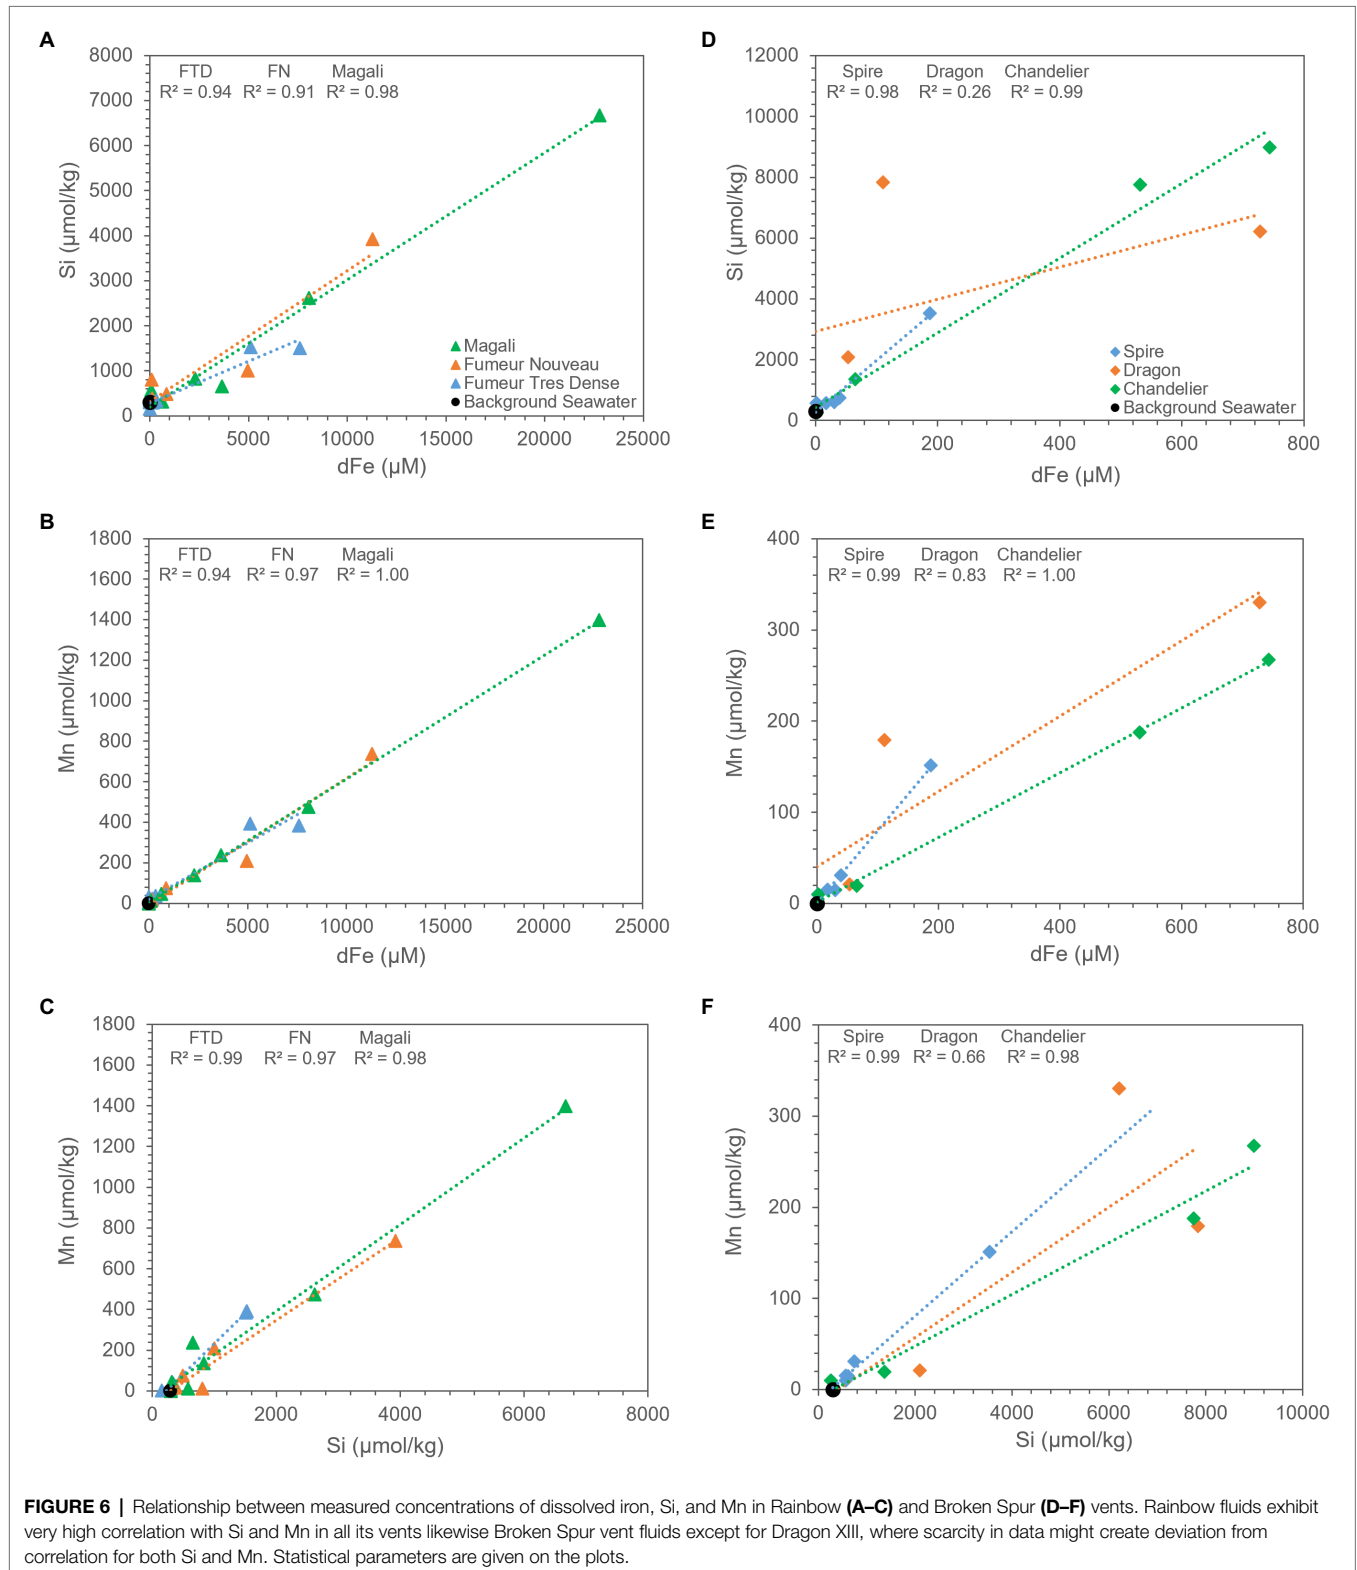 A
8000
7000
6000
5000
4000
3000
2000
1000
0
Si (µmol/kg)
FTD FN Magali
R² = 0.94 R² = 0.91 R² = 0.98
Magali
Fumeur Nouveau
Fumeur Tres Dense
Background Seawater
0 5000 10000 15000 20000 25000
dFe (µM)
D
12000
10000
8000
6000
4000
2000
0
Si (µmol/kg)
Spire Dragon Chandelier
R² = 0.98 R² = 0.26 R² = 0.99
Spire
Dragon
Chandelier
Background Seawater
0 200 400 600 800
dFe (µM)
B
1800
1600
1400
1200
1000
800
600
400
200
0
Mn (µmol/kg)
FTD FN Magali
R² = 0.94 R² = 0.97 R² = 1.00
0 5000 10000 15000 20000 25000
dFe (µM)
E
400
300
200
100
0
Mn (µmol/kg)
Spire Dragon Chandelier
R² = 0.99 R² = 0.83 R² = 1.00
0 200 400 600 800
dFe (µM)
C
1800
1600
1400
1200
1000
800
600
400
200
0
Mn (µmol/kg)
FTD FN Magali
R² = 0.99 R² = 0.97 R² = 0.98
0 2000 4000 6000 8000
Si (µmol/kg)
F
400
300
200
100
0
Mn (µmol/kg)
Spire Dragon Chandelier
R² = 0.99 R² = 0.66 R² = 0.98
0 2000 4000 6000 8000 10000
Si (µmol/kg)
FIGURE 6 | Relationship between measured concentrations of dissolved iron, Si, and Mn in Rainbow (A–C) and Broken Spur (D–F) vents. Rainbow fluids exhibit
very high correlation with Si and Mn in all its vents likewise Broken Spur vent fluids except for Dragon XIII, where scarcity in data might create deviation from
correlation for both Si and Mn. Statistical parameters are given on the plots.